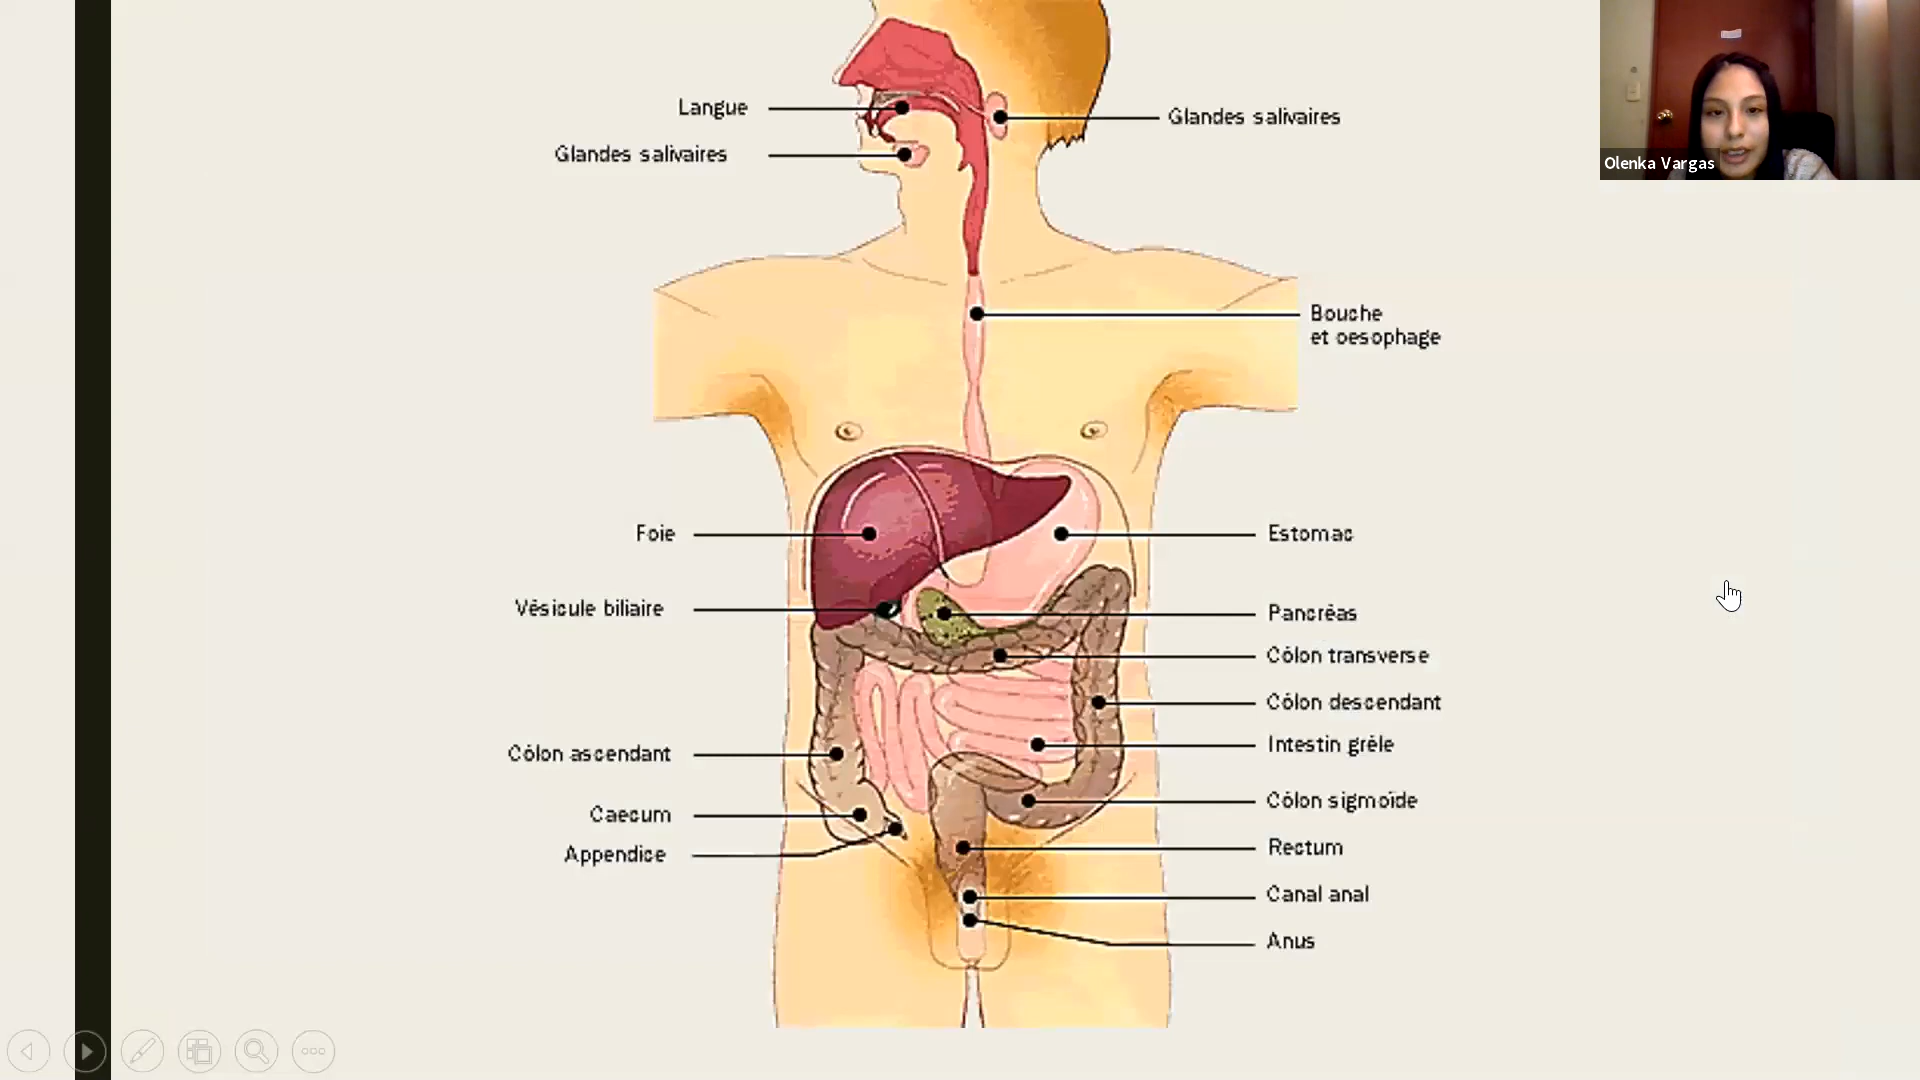 Langue
Glandes salivaires
Glandes salivaires
Olenka Vargas
Bouche
et oesophage
Foie
Estomac
Vésicule biliaire
Pancréas
Côlon transverse
Côlon descendant
Intestin grêle
Côlon ascendant
Côlon sigmoïde
Caecum
Rectum
Appendice
Canal anal
Anus